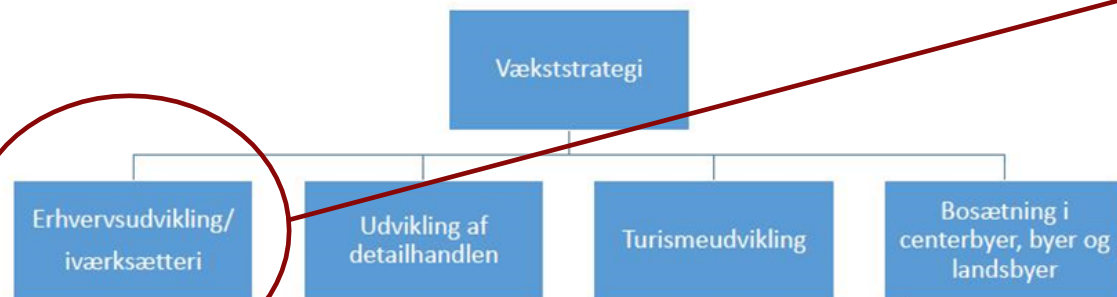 Vækststrategi
Erhvervsudvikling/
iværksætteri
Udvikling af
detailhandlen
Turismeudvikling
Bosætning i
centerbyer, byer og
landsbyer